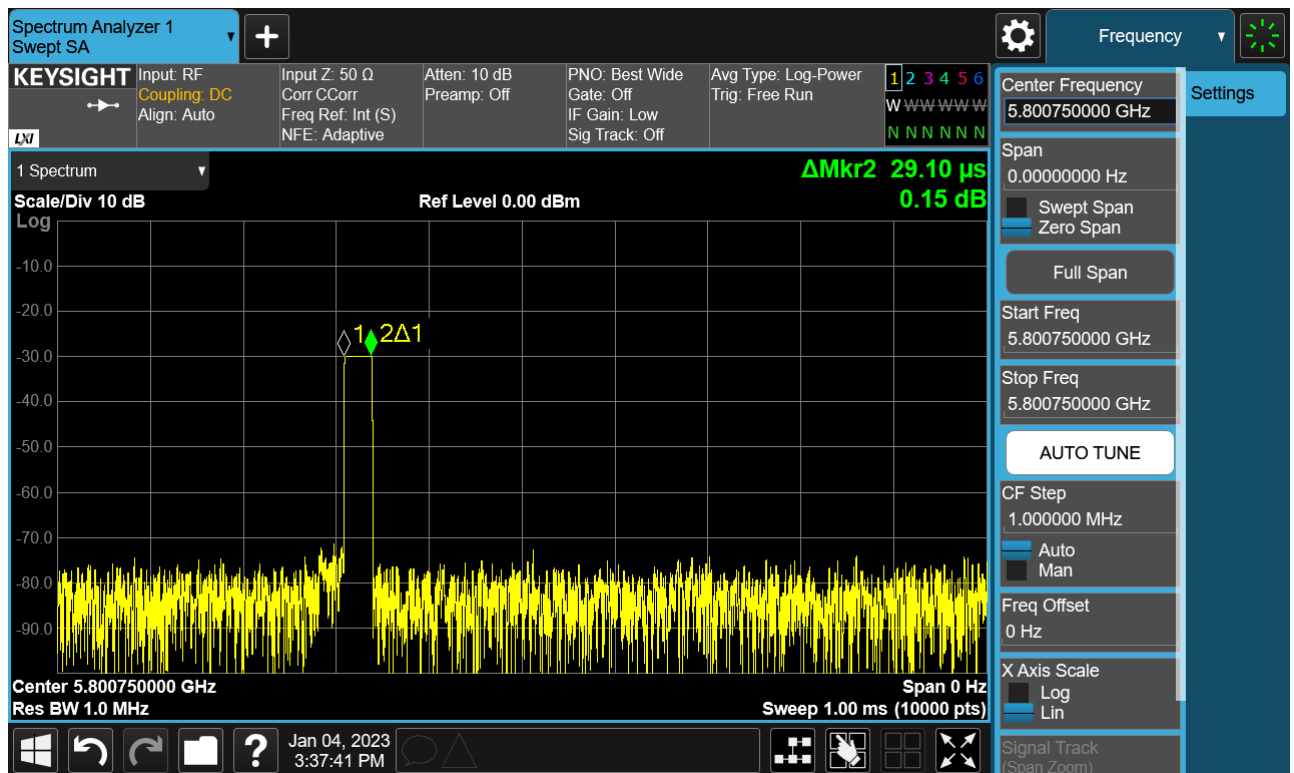 Spectrum Analyzer 1
Swept SA
Frequency
KEYSIGHT
LXI
Input: RF
Coupling: DC
Align: Auto
Input Z: 50 Ω
Corr CCorr
Freq Ref: Int (S)
NFE: Adaptive
Atten: 10 dB
Preamp: Off
PNO: Best Wide
Gate: Off
IF Gain: Low
Sig Track: Off
Avg Type: Log-Power
Trig: Free Run
1 2 3 4 5 6
W W W W W W
N N N N N N
1 Spectrum
ΔMkr2 29.10 µs
0.15 dB
Scale/Div 10 dB
Ref Level 0.00 dBm
Log
-10.0
-20.0
-30.0
-40.0
-50.0
-60.0
-70.0
-80.0
-90.0
1
2Δ1
Center 5.800750000 GHz
Span 0 Hz
Res BW 1.0 MHz
Sweep 1.00 ms (10000 pts)
Center Frequency
5.800750000 GHz
Span
0.00000000 Hz
Swept Span
Zero Span
Full Span
Start Freq
5.800750000 GHz
Stop Freq
5.800750000 GHz
AUTO TUNE
CF Step
1.000000 MHz
Auto
Man
Freq Offset
0 Hz
X Axis Scale
Log
Lin
Signal Track
(Span Zoom)
Settings
?
Jan 04, 2023
3:37:41 PM